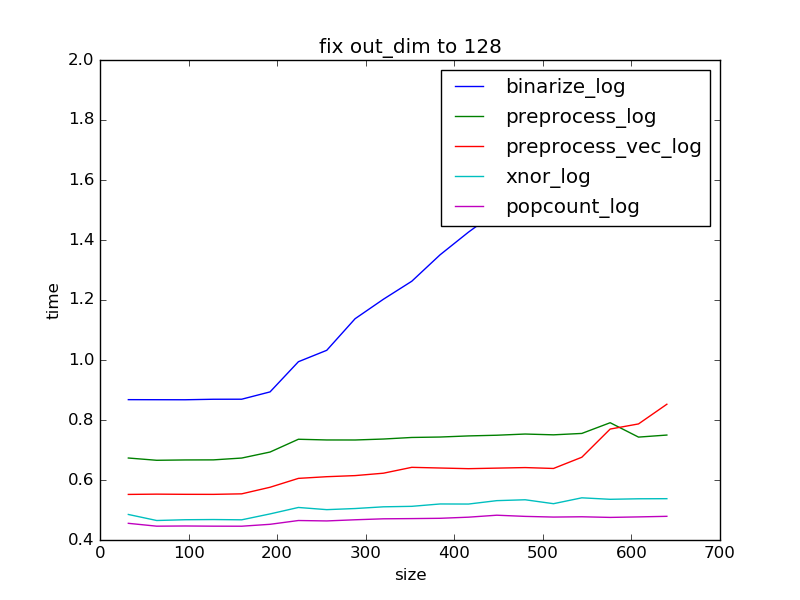 fix out_dim to 128
2.0
1.8
1.6
1.4
1.2
1.0
0.8
0.6
0.4
time
binarize_log
preprocess_log
preprocess_vec_log
xnor_log
popcount_log
0 100 200 300 400 500 600 700
size